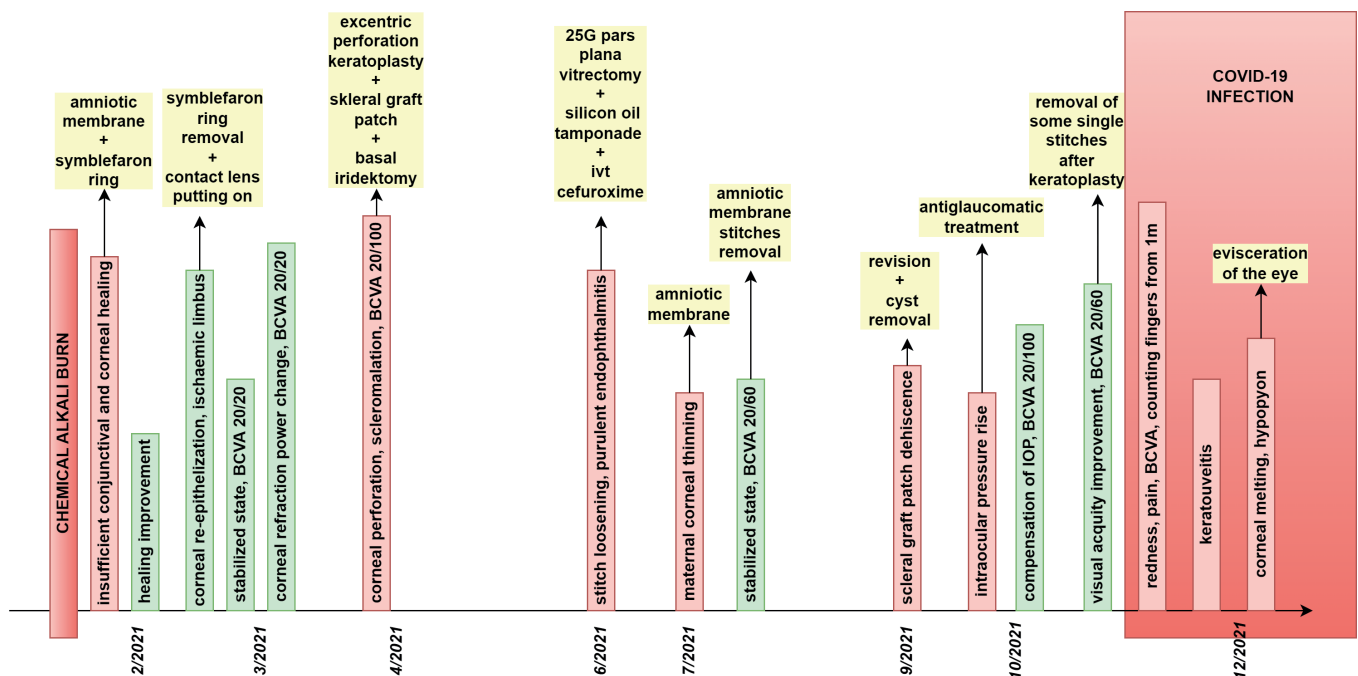 CHEMICAL ALKALI BURN
amniotic
membrane
+
symblefaron
ring
insufficient conjunctival and corneal healing
healing improvement
2/2021
symblefaron
ring
removal
+
contact lens
putting on
corneal re-epithelization, ischaemic limbus
stabilized state, BCVA 20/20
corneal refraction power change, BCVA 20/20
3/2021
excentric
perforation
keratoplasty
+
skleral graft
patch
+
basal
iridektomy
corneal perforation, scleromalation, BCVA 20/100
4/2021
25G pars
plana
vitrectomy
+
silicon oil
tamponade
+
ivt
cefuroxime
stitch loosening, purulent endophthalmitis
6/2021
amniotic
membrane
maternal corneal thinning
7/2021
amniotic
membrane
stitches
removal
stabilized state, BCVA 20/60
revision
+
cyst
removal
scleral graft patch dehiscence
9/2021
antiglaucomatic
treatment
intraocular pressure rise
compensation of IOP, BCVA 20/100
10/2021
removal of
some single
stitches
after
keratoplasty
visual acquity improvement, BCVA 20/60
COVID-19
INFECTION
redness, pain, BCVA, counting fingers from 1m
keratouveitis
evisceration
of the eye
corneal melting, hypopyon
12/2021